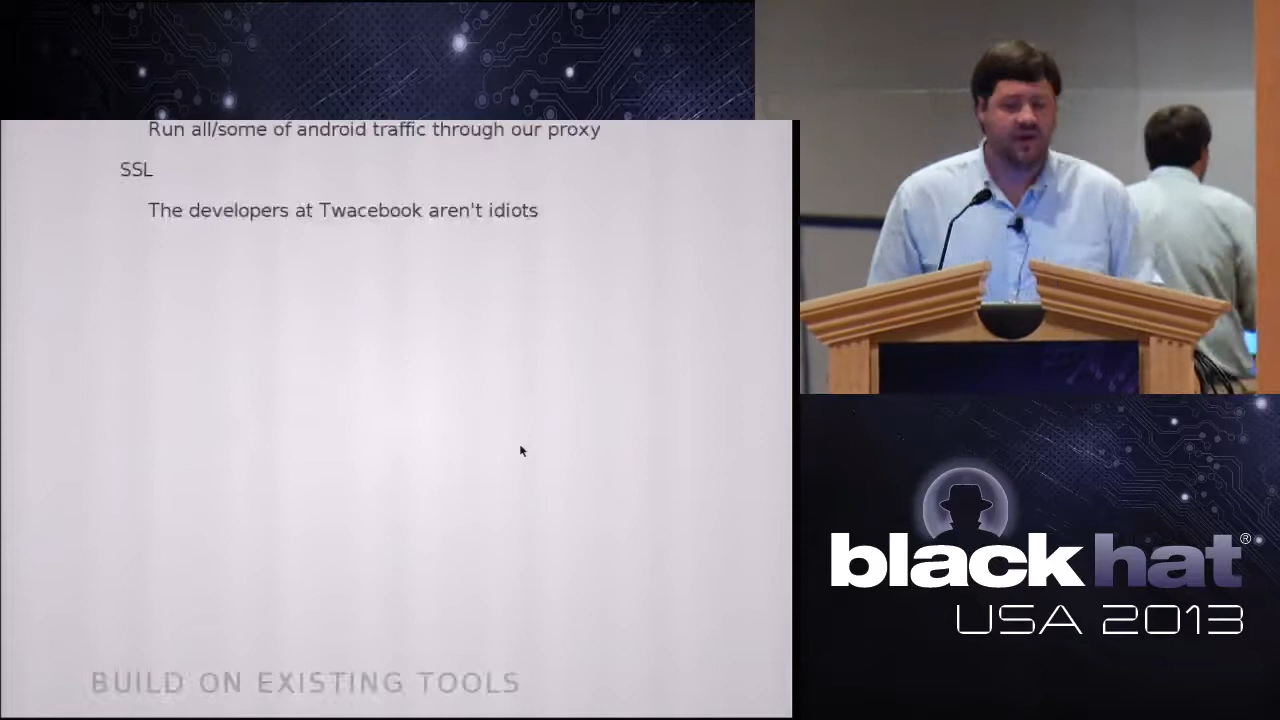 Run all/some of android traffic through our proxy
SSL
The developers at Twacebook aren't idiots
BUILD ON EXISTING TOOLS
black hat®
USA 2013